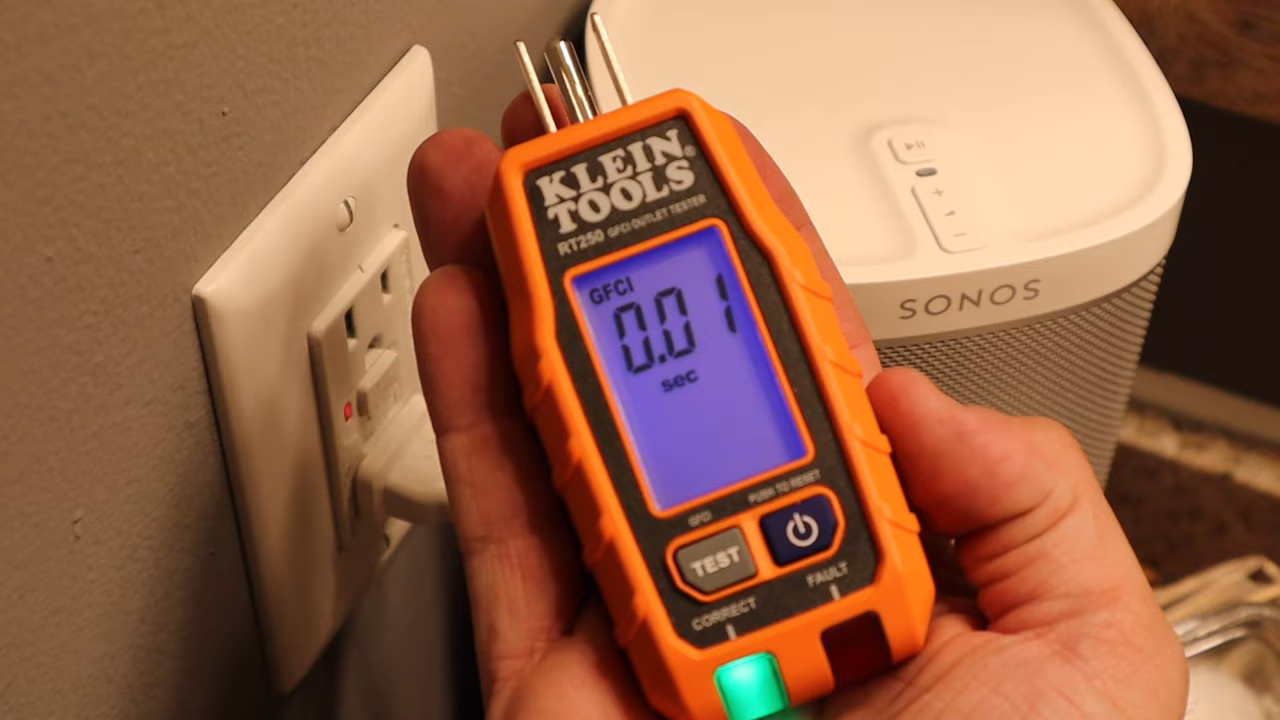 KLEIN
TOOLS®
RT250 GFCI OUTLET TESTER
GFCI
0.01
sec
GFCI
PUSH TO RESET
TEST
CORRECT
FAULT
SONOS